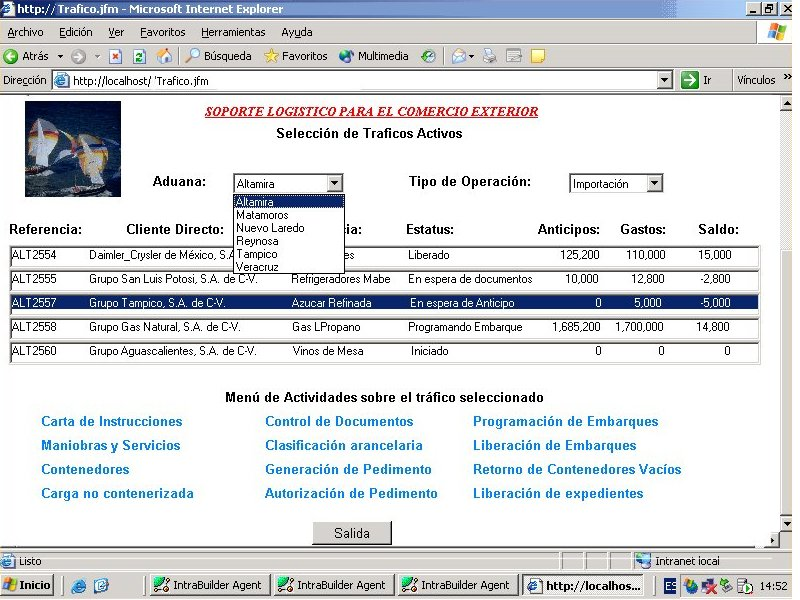 http://Trafico.jfm - Microsoft Internet Explorer
Archivo Edición Ver Favoritos Herramientas Ayuda
Atrás Búsqueda Favoritos Multimedia
Dirección http://localhost/ 'Trafico.jfm Ir Vínculos »
SOPORTE LOGISTICO PARA EL COMERCIO EXTERIOR
Selección de Traficos Activos
Aduana: Altamira Tipo de Operación: Importación
Altamira
Matamoros
Nuevo Laredo
Reynosa
Tampico
Veracruz
Referencia: Cliente Directo: ia: Estatus: Anticipos: Gastos: Saldo:
ALT2554 Daimler_Crysler de México, S.A es Liberado 125,200 110,000 15,000
ALT2555 Grupo San Luis Potosi, S.A. de C-V. Refrigeradores Mabe En espera de documentos 10,000 12,800 -2,800
ALT2557 Grupo Tampico, S.A. de C-V. Azucar Refinada En espera de Anticipo 0 5,000 -5,000
ALT2558 Grupo Gas Natural, S.A. de C-V. Gas LPropano Programando Embarque 1,685,200 1,700,000 14,800
ALT2560 Grupo Aguascalientes, S.A. de C-V. Vinos de Mesa Iniciado 0 0 0
Menú de Actividades sobre el tráfico seleccionado
Carta de Instrucciones Control de Documentos Programación de Embarques
Maniobras y Servicios Clasificación arancelaria Liberación de Embarques
Contenedores Generación de Pedimento Retorno de Contenedores Vacíos
Carga no contenerizada Autorización de Pedimento Liberación de expedientes
Salida
Listo Intranet local
Inicio IntraBuilder Agent IntraBuilder Agent IntraBuilder Agent http://localhos... ES 14:52